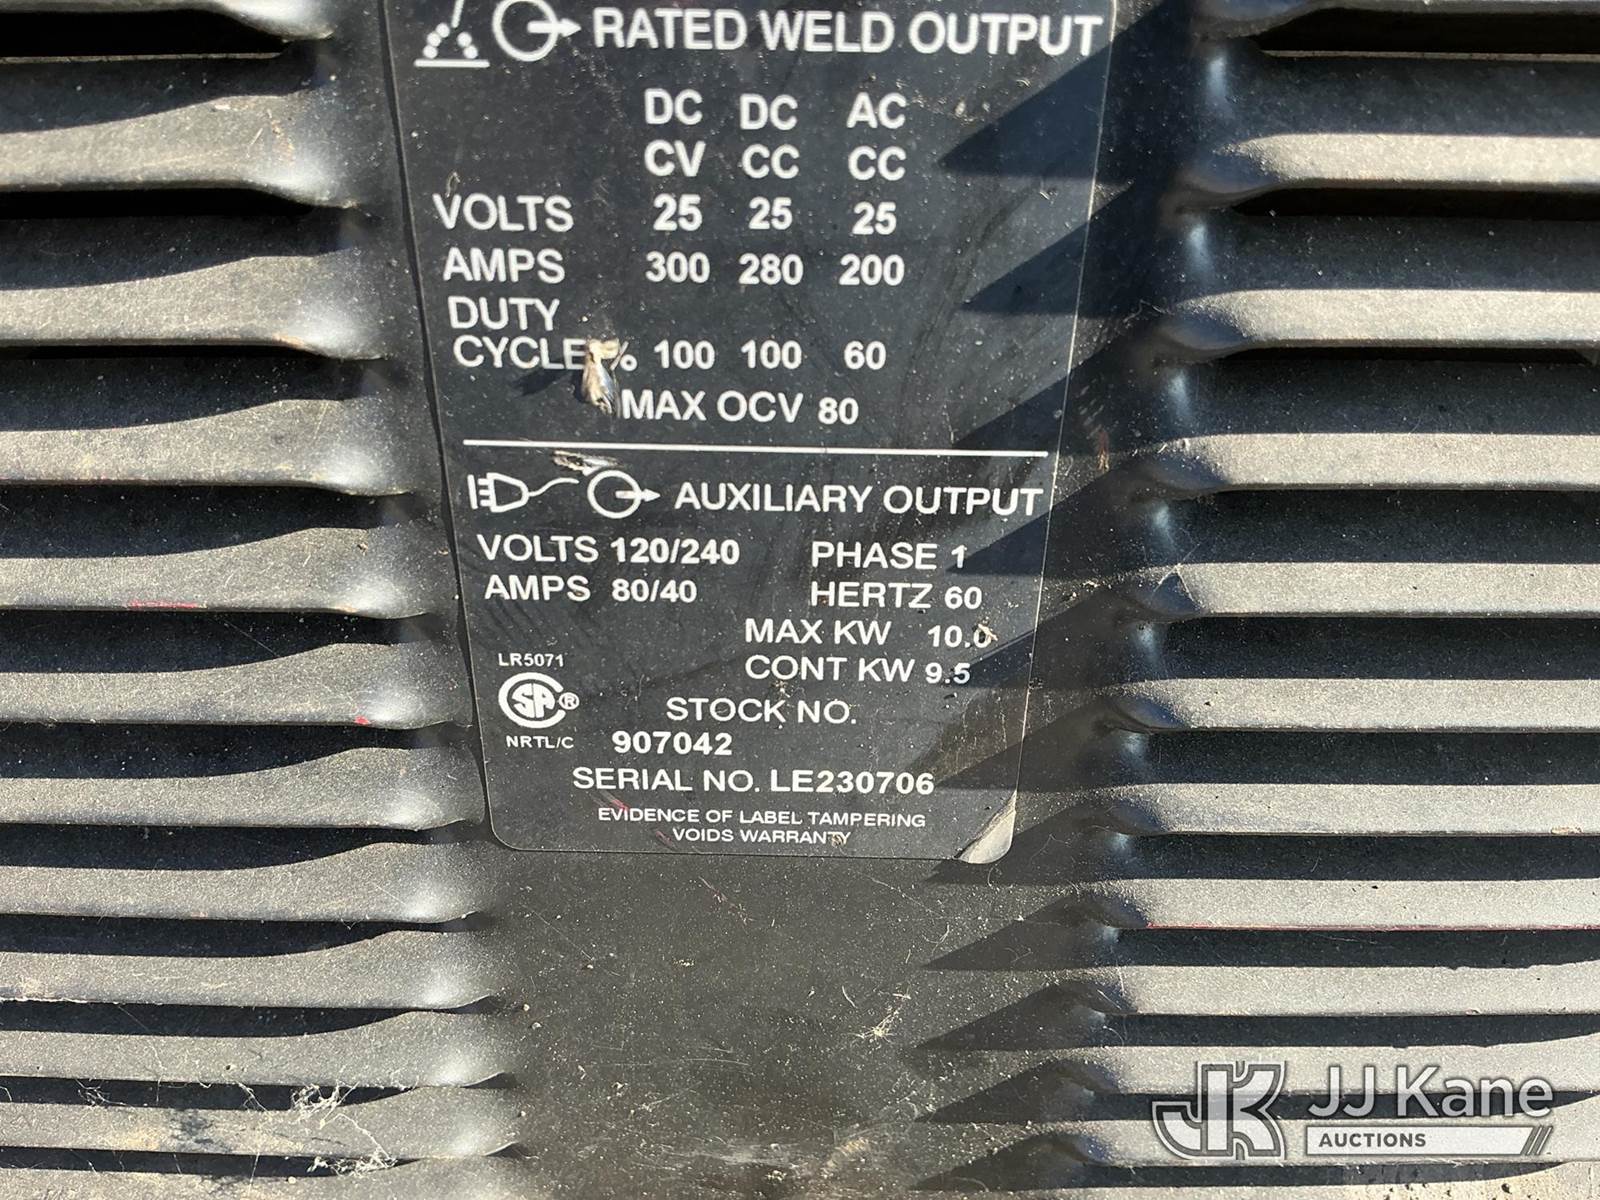 RATED WELD OUTPUT
DC DC AC
CV CC CC
VOLTS 25 25 25
AMPS 300 280 200
DUTY
CYCLE % 100 100 60
MAX OCV 80
AUXILIARY OUTPUT
VOLTS 120/240 PHASE 1
AMPS 80/40 HERTZ 60
MAX KW 10.0
CONT KW 9.5
LR5071
SA ®
NRTL/C
STOCK NO.
907042
SERIAL NO. LE230706
EVIDENCE OF LABEL TAMPERING
VOIDS WARRANTY
JK JJ Kane
AUCTIONS